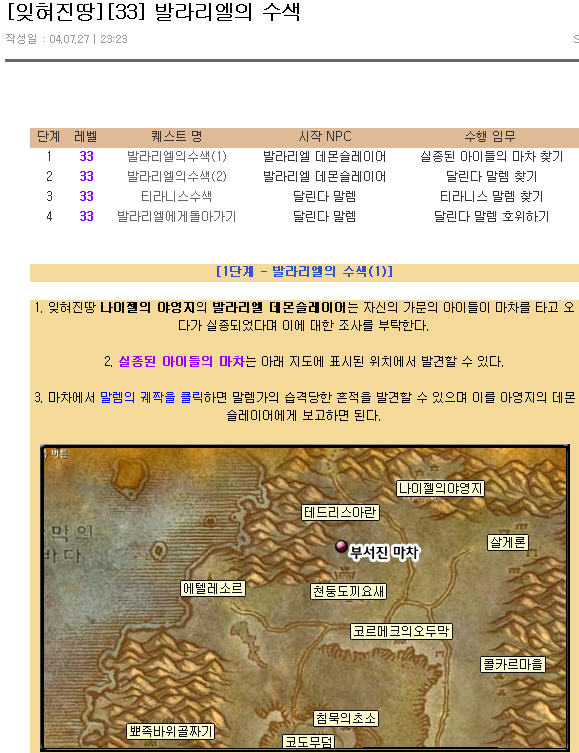 [잊혀진땅][33] 발라리엘의 수색
작성일 : 04,07,27 | 23:23
단계 레벨 퀘스트 명 시작 NPC 수행 임무
1 33 발라리엘의수색(1) 발라리엘 데몬슬레이어 실종된 아이들의 마차 찾기
2 33 발라리엘의수색(2) 발라리엘 데몬슬레이어 달린다 말렘 찾기
3 33 티라니스수색 달린다 말렘 티라니스 말렘 찾기
4 33 발라리엘에게돌아가기 달린다 말렘 달린다 말렘 호위하기
[1단계 - 발라리엘의 수색(1)]
1, 잊혀진땅 나이젤의 야영지의 발라리엘 데몬슬레이어는 자신의 가문의 아이들이 마차를 타고 오
다가 실종되었다며 이에 대한 조사를 부탁한다,
2, 실종된 아이들의 마차는 아래 지도에 표시된 위치에서 발견할 수 있다,
3, 마차에서 말렘의 궤짝을 클릭하면 말렘가의 습격당한 흔적을 발견할 수 있으며 이를 야영지의 데몬
슬레이어에게 보고하면 된다,
버튼
나이젤의야영지
테드리스아란
막의
바다
부서진 마차
살게론
에텔레소르
천둥도끼요새
코르메크의오두막
콜카르마을
침묵의초소
뾰족바위골짜기
코도무덤